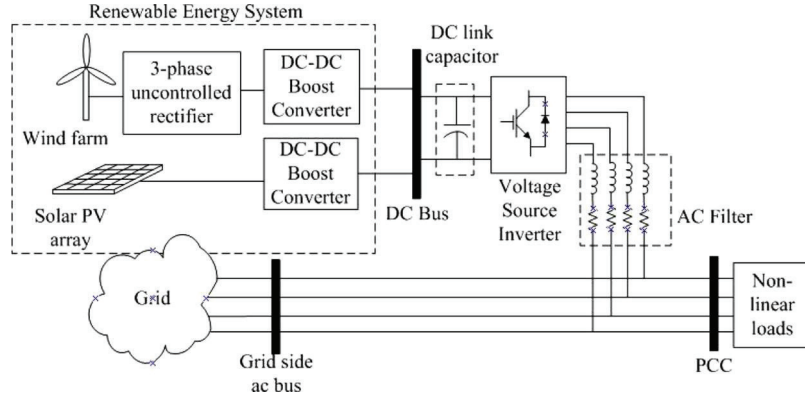 Renewable Energy System
3-phase
uncontrolled
rectifier
DC-DC
Boost
Converter
Wind farm
DC-DC
Boost
Converter
Solar PV
array
DC link
capacitor
DC Bus
Voltage
Source
Inverter
AC Filter
Grid
Grid side
ac bus
PCC
Non-
linear
loads